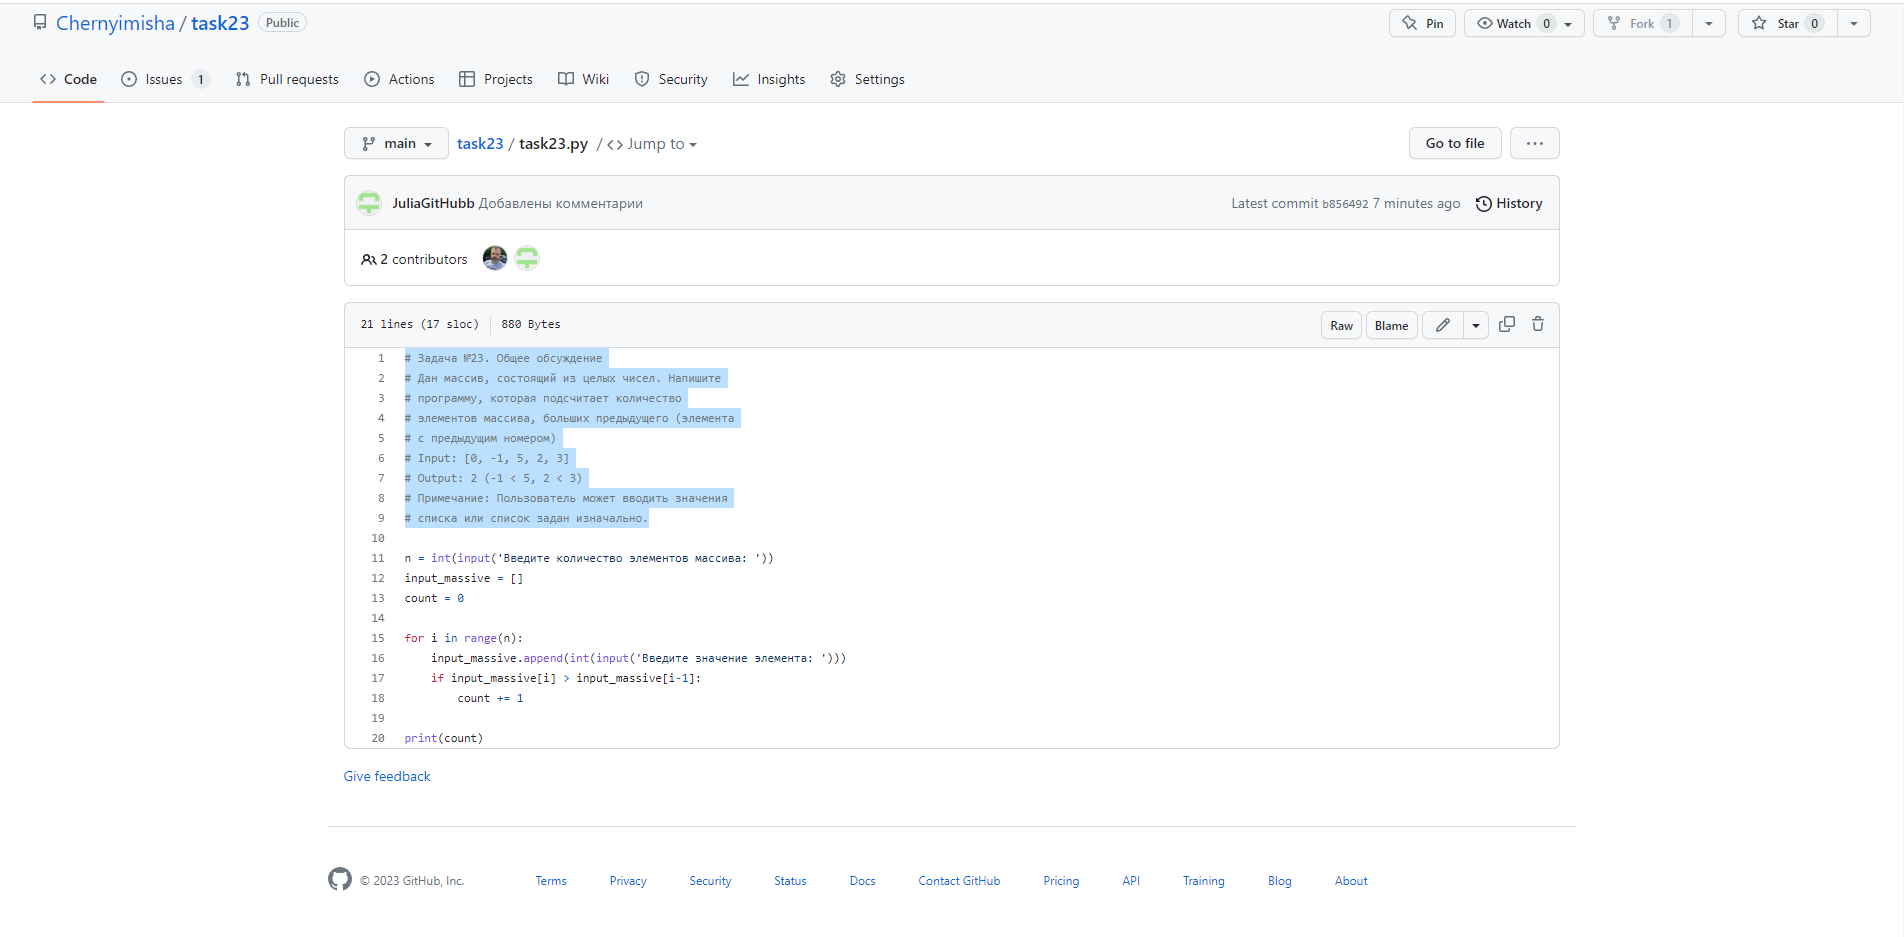 Chernyimisha / task23 Public
Pin
Watch 0
Fork 1
Star 0
Code
Issues 1
Pull requests
Actions
Projects
Wiki
Security
Insights
Settings
main
task23 / task23.py / <> Jump to
Go to file
...
JuliaGitHubb Добавлены комментарии
Latest commit b856492 7 minutes ago
History
2 contributors
21 lines (17 sloc) 880 Bytes
Raw
Blame
1 # Задача №23. Общее обсуждение
2 # Дан массив, состоящий из целых чисел. Напишите
3 # программу, которая подсчитает количество
4 # элементов массива, больших предыдущего (элемента
5 # с предыдущим номером)
6 # Input: [0, -1, 5, 2, 3]
7 # Output: 2 (-1 < 5, 2 < 3)
8 # Примечание: Пользователь может вводить значения
9 # списка или список задан изначально.
10
11 n = int(input('Введите количество элементов массива: '))
12 input_massive = []
13 count = 0
14
15 for i in range(n):
16     input_massive.append(int(input('Введите значение элемента: ')))
17     if input_massive[i] > input_massive[i-1]:
18         count += 1
19
20 print(count)
Give feedback
© 2023 GitHub, Inc.
Terms
Privacy
Security
Status
Docs
Contact GitHub
Pricing
API
Training
Blog
About